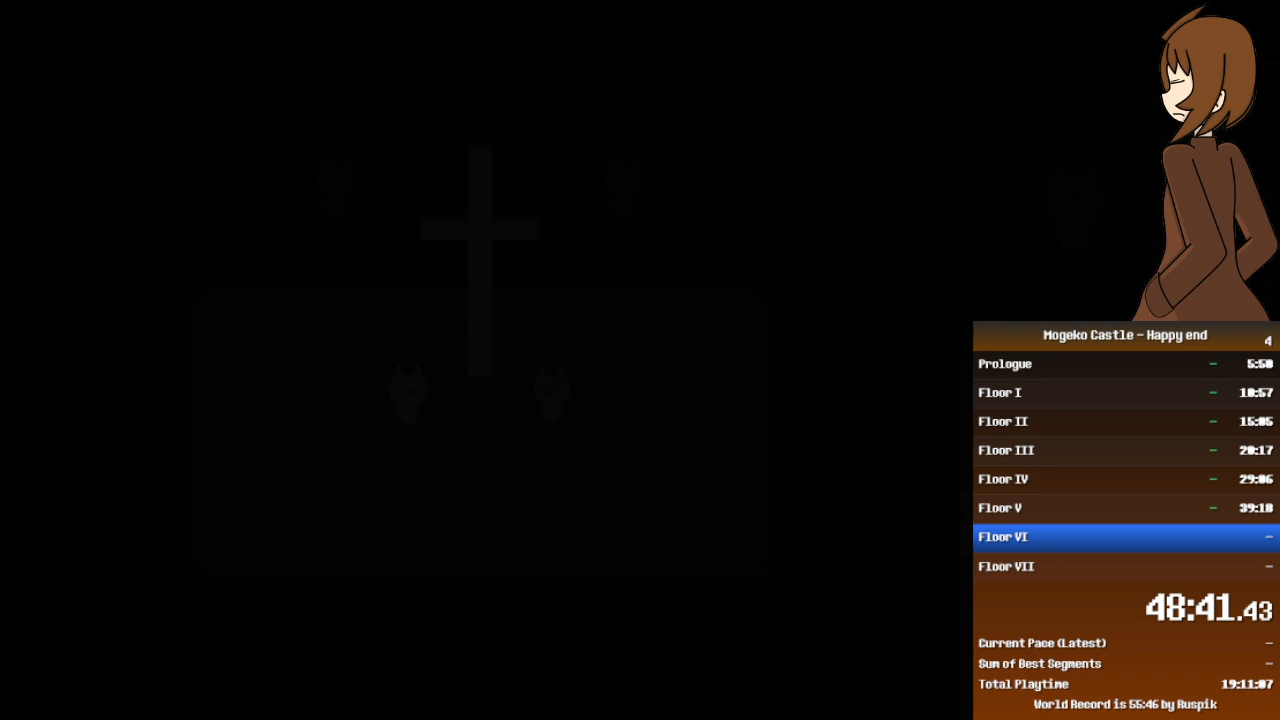 Mogeko Castle - Happy end
4
Prologue - 5:50
Floor I - 10:57
Floor II - 15:05
Floor III - 20:17
Floor IV - 29:06
Floor V - 39:18
Floor VI -
Floor VII -
48:41.43
Current Pace (Latest) -
Sum of Best Segments -
Total Playtime 19:11:07
World Record is 55:46 by Ruspik